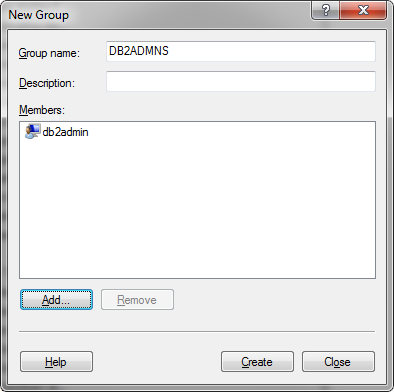 New Group
?
Group name: DB2ADMNS
Description:
Members:
db2admin
Add... Remove
Help Create Close